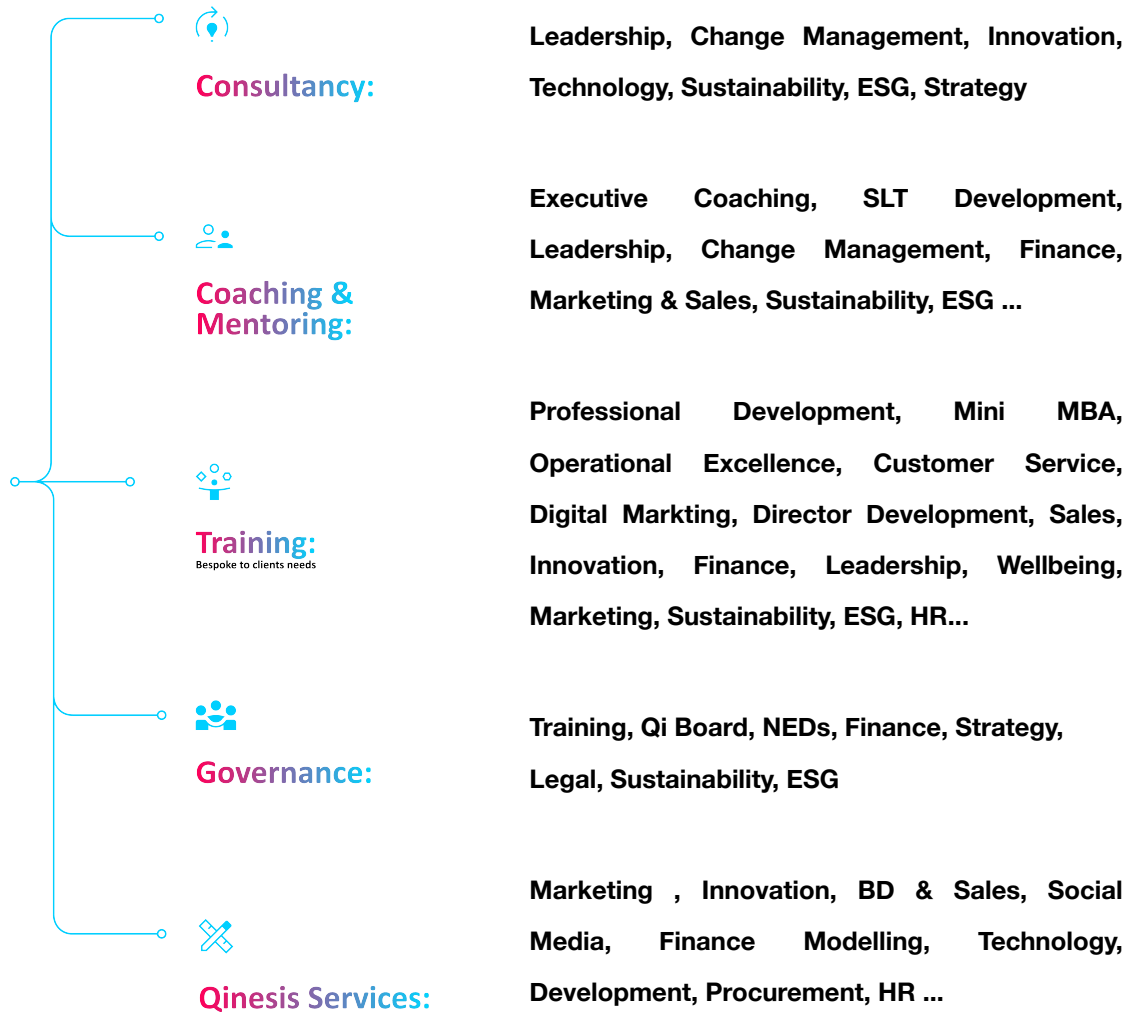 Consultancy:
Leadership, Change Management, Innovation,
Technology, Sustainability, ESG, Strategy
Coaching &
Mentoring:
Executive Coaching, SLT Development,
Leadership, Change Management, Finance,
Marketing & Sales, Sustainability, ESG ...
Training:
Bespoke to clients needs
Professional Development, Mini MBA,
Operational Excellence, Customer Service,
Digital Markting, Director Development, Sales,
Innovation, Finance, Leadership, Wellbeing,
Marketing, Sustainability, ESG, HR...
Governance:
Training, Qi Board, NEDs, Finance, Strategy,
Legal, Sustainability, ESG
Qinesis Services:
Marketing , Innovation, BD & Sales, Social
Media, Finance Modelling, Technology,
Development, Procurement, HR ...